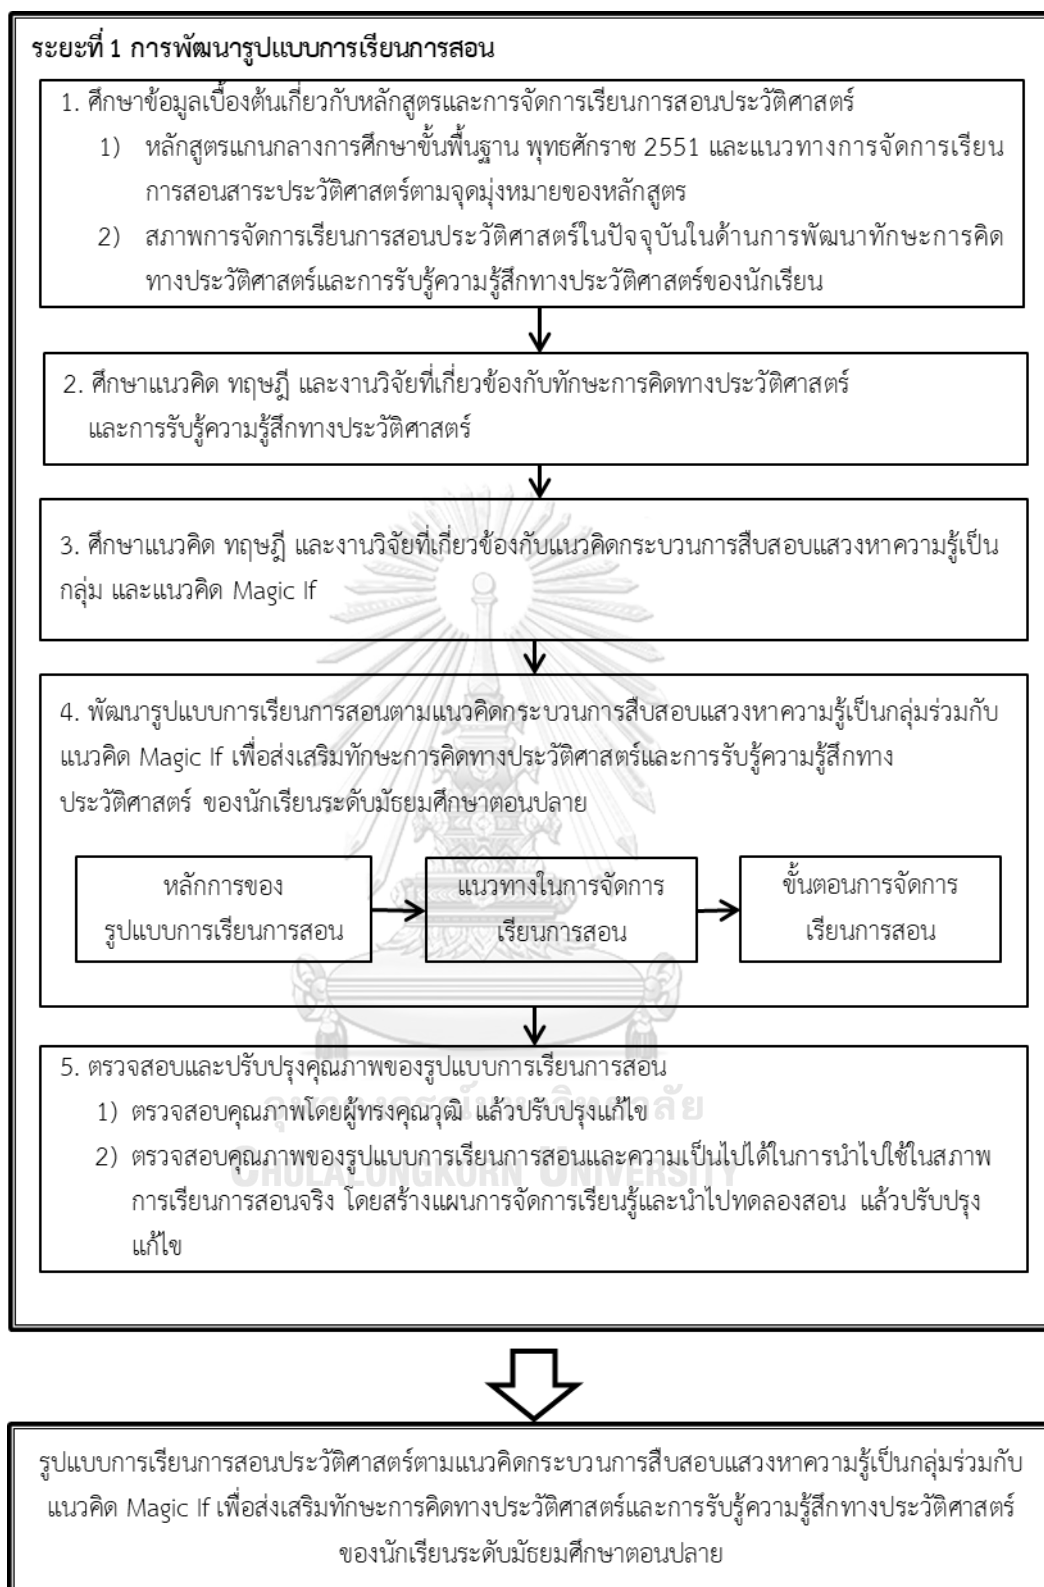 ระยะที่ 1 การพัฒนารูปแบบการเรียนการสอน
1. ศึกษาข้อมูลเบื้องต้นเกี่ยวกับหลักสูตรและการจัดการเรียนการสอนประวัติศาสตร์
1) หลักสูตรแกนกลางการศึกษาขั้นพื้นฐาน พุทธศักราช 2551 และแนวทางการจัดการเรียน
การสอนสาระประวัติศาสตร์ตามจุดมุ่งหมายของหลักสูตร
2) สภาพการจัดการเรียนการสอนประวัติศาสตร์ในปัจจุบันในด้านการพัฒนาทักษะการคิด
ทางประวัติศาสตร์และการรับรู้ความรู้สึกทางประวัติศาสตร์ของนักเรียน
2. ศึกษาแนวคิด ทฤษฎี และงานวิจัยที่เกี่ยวข้องกับทักษะการคิดทางประวัติศาสตร์
และการรับรู้ความรู้สึกทางประวัติศาสตร์
3. ศึกษาแนวคิด ทฤษฎี และงานวิจัยที่เกี่ยวข้องกับแนวคิดกระบวนการสืบสอบแสวงหาความรู้เป็น
กลุ่ม และแนวคิด Magic If
4. พัฒนารูปแบบการเรียนการสอนตามแนวคิดกระบวนการสืบสอบแสวงหาความรู้เป็นกลุ่มร่วมกับ
แนวคิด Magic If เพื่อส่งเสริมทักษะการคิดทางประวัติศาสตร์และการรับรู้ความรู้สึกทาง
ประวัติศาสตร์ ของนักเรียนระดับมัธยมศึกษาตอนปลาย
หลักการของ
รูปแบบการเรียนการสอน
แนวทางในการจัดการ
เรียนการสอน
ขั้นตอนการจัดการ
เรียนการสอน
5. ตรวจสอบและปรับปรุงคุณภาพของรูปแบบการเรียนการสอน
1) ตรวจสอบคุณภาพโดยผู้ทรงคุณวุฒิ แล้วปรับปรุงแก้ไข
จุฬาลงกรณ์มหาวิทยาลัย
2) ตรวจสอบคุณภาพของรูปแบบการเรียนการสอนและความเป็นไปได้ในการนำไปใช้ในสภาพ
CHULALONGKORN UNIVERSITY
การเรียนการสอนจริง โดยสร้างแผนการจัดการเรียนรู้และนำไปทดลองสอน แล้วปรับปรุง
แก้ไข
รูปแบบการเรียนการสอนประวัติศาสตร์ตามแนวคิดกระบวนการสืบสอบแสวงหาความรู้เป็นกลุ่มร่วมกับ
แนวคิด Magic If เพื่อส่งเสริมทักษะการคิดทางประวัติศาสตร์และการรับรู้ความรู้สึกทางประวัติศาสตร์
ของนักเรียนระดับมัธยมศึกษาตอนปลาย